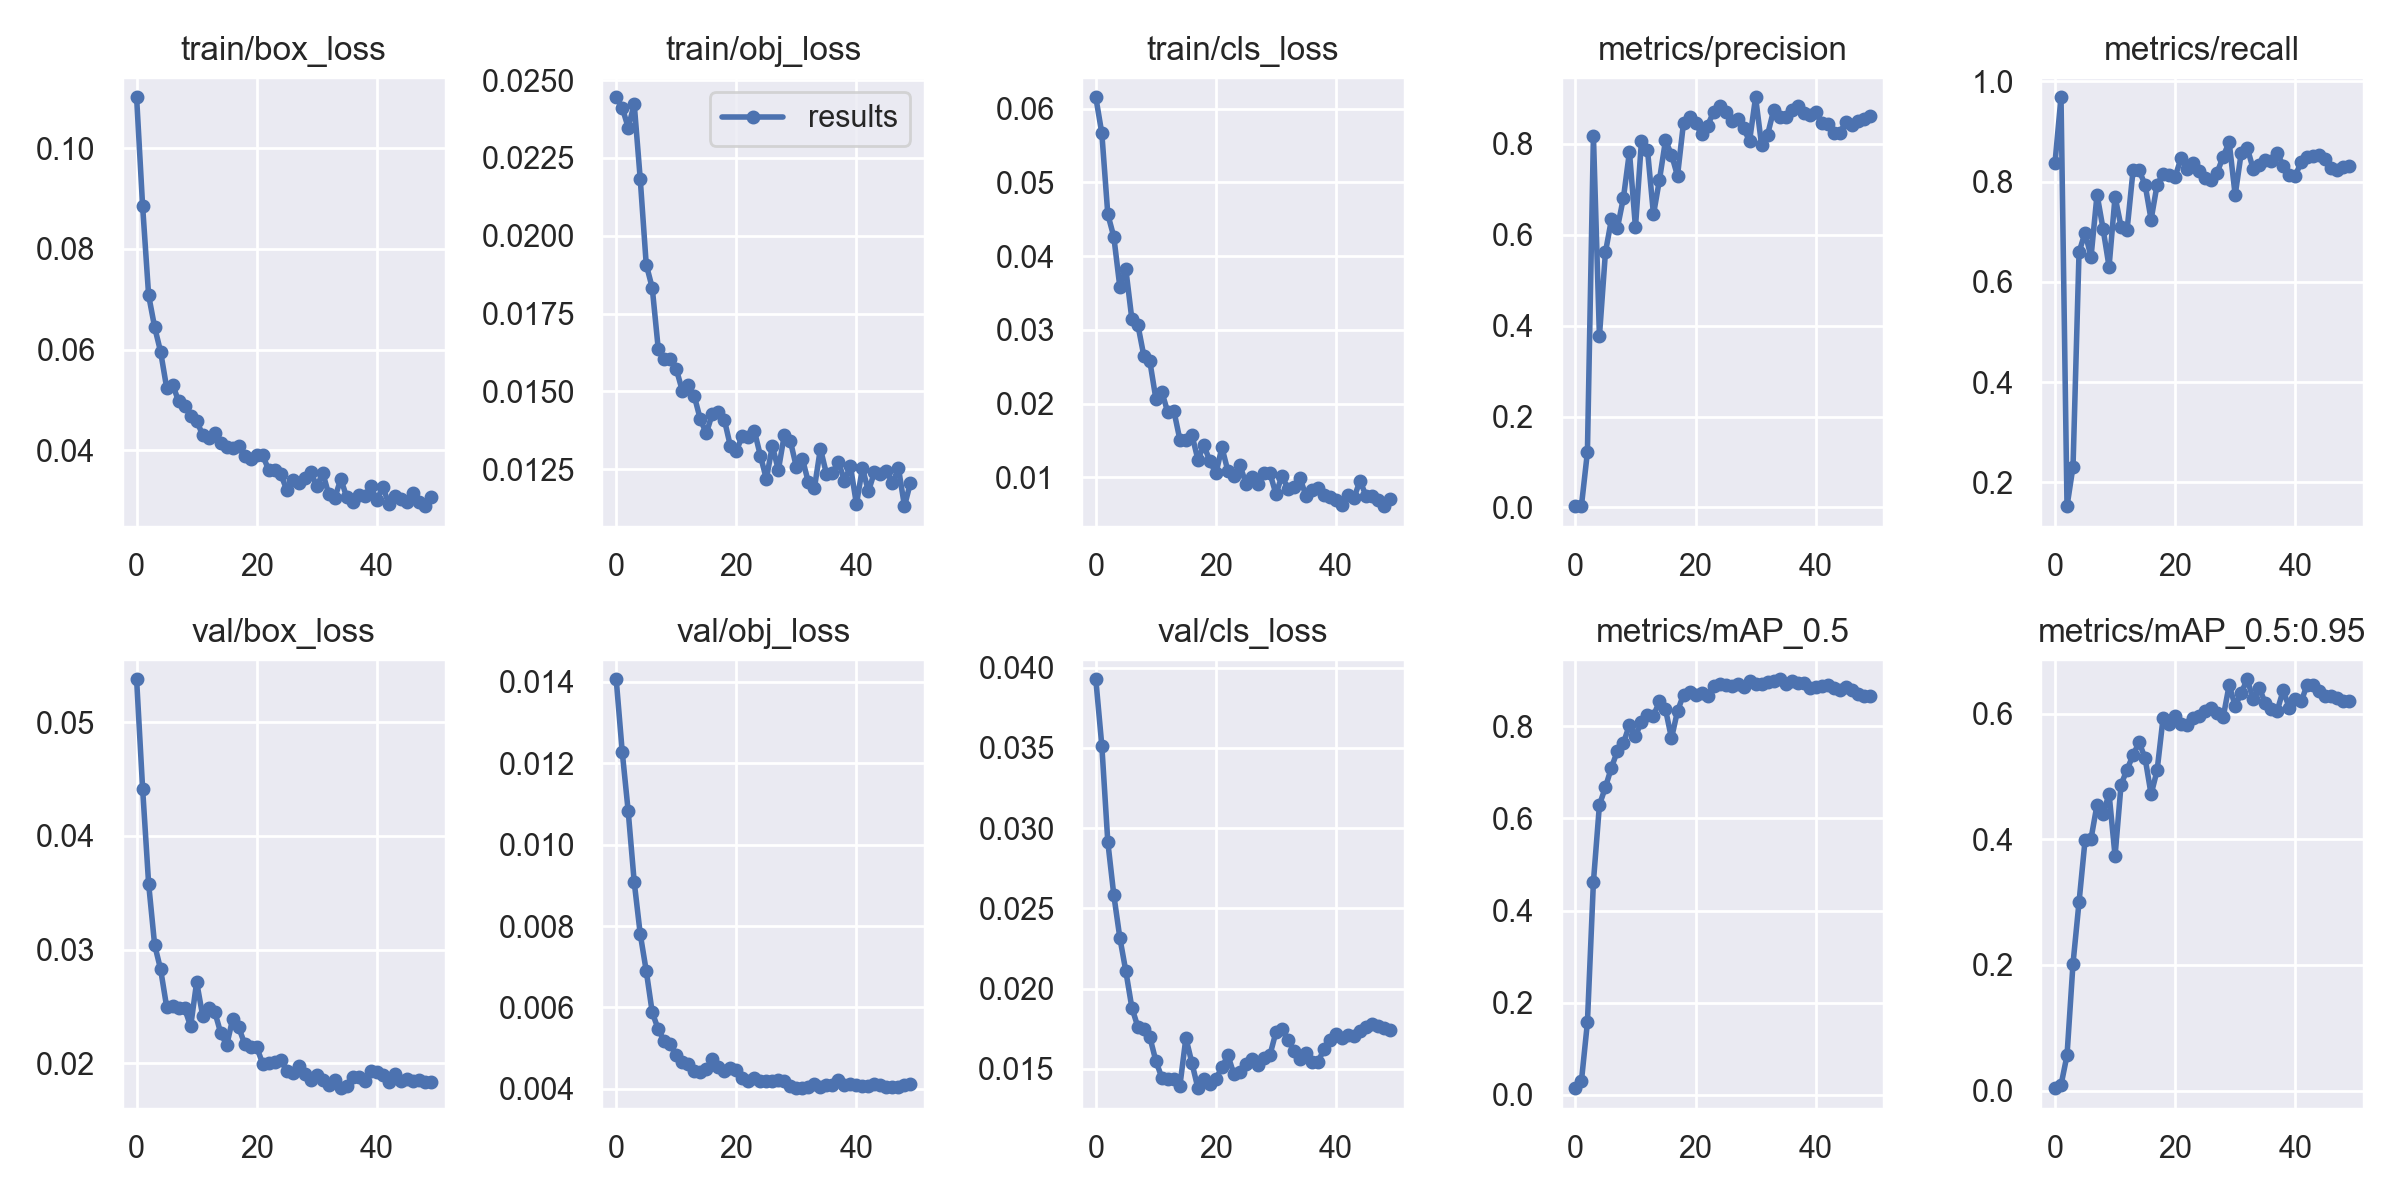 train/box_loss
0.10
0.08
0.06
0.04
0 20 40
train/obj_loss
results
0.0250
0.0225
0.0200
0.0175
0.0150
0.0125
0 20 40
train/cls_loss
0.06
0.05
0.04
0.03
0.02
0.01
0 20 40
metrics/precision
0.8
0.6
0.4
0.2
0.0
0 20 40
metrics/recall
1.0
0.8
0.6
0.4
0.2
0 20 40
val/box_loss
0.05
0.04
0.03
0.02
0 20 40
val/obj_loss
0.014
0.012
0.010
0.008
0.006
0.004
0 20 40
val/cls_loss
0.040
0.035
0.030
0.025
0.020
0.015
0 20 40
metrics/mAP_0.5
0.8
0.6
0.4
0.2
0.0
0 20 40
metrics/mAP_0.5:0.95
0.6
0.4
0.2
0.0
0 20 40